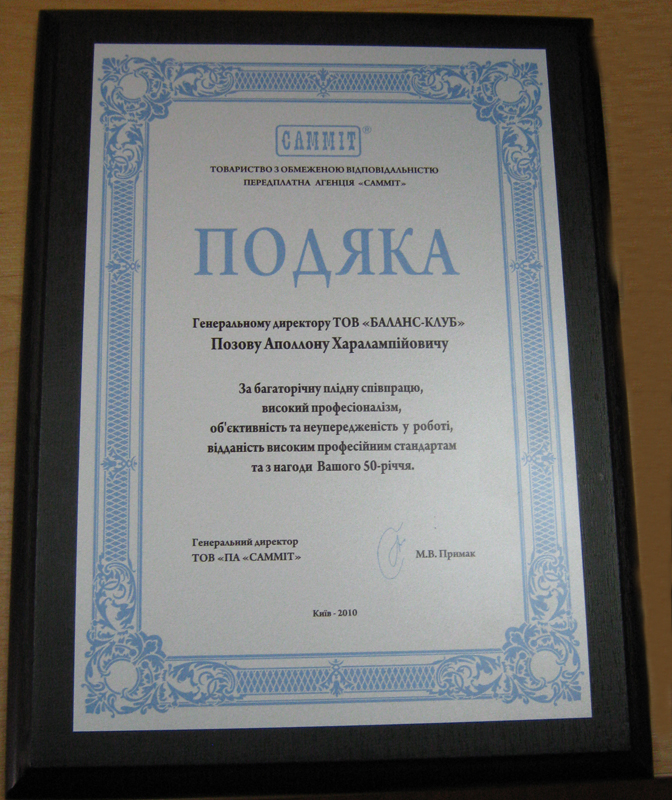 САММІТ®
ТОВАРИСТВО З ОБМЕЖЕНОЮ ВІДПОВІДАЛЬНІСТЮ
ПЕРЕДПЛАТНА АГЕНЦІЯ «САММІТ»
ПОДЯКА
Генеральному директору ТОВ «БАЛАНС-КЛУБ»
Позову Аполлону Харалампійовичу
За багаторічну плідну співпрацю,
високий професіоналізм,
об'єктивність та неупередженість у роботі,
відданість високим професійним стандартам
та з нагоди Вашого 50-річчя.
Генеральний директор
ТОВ «ПА «САММІТ»
М.В. Примак
Київ - 2010